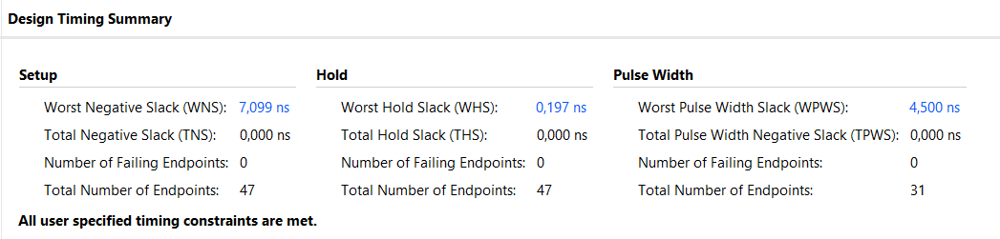 Design Timing Summary
Setup Hold Pulse Width
Worst Negative Slack (WNS): 7,099 ns Worst Hold Slack (WHS): 0,197 ns Worst Pulse Width Slack (WPWS): 4,500 ns
Total Negative Slack (TNS): 0,000 ns Total Hold Slack (THS): 0,000 ns Total Pulse Width Negative Slack (TPWS): 0,000 ns
Number of Failing Endpoints: 0 Number of Failing Endpoints: 0 Number of Failing Endpoints: 0
Total Number of Endpoints: 47 Total Number of Endpoints: 47 Total Number of Endpoints: 31
All user specified timing constraints are met.